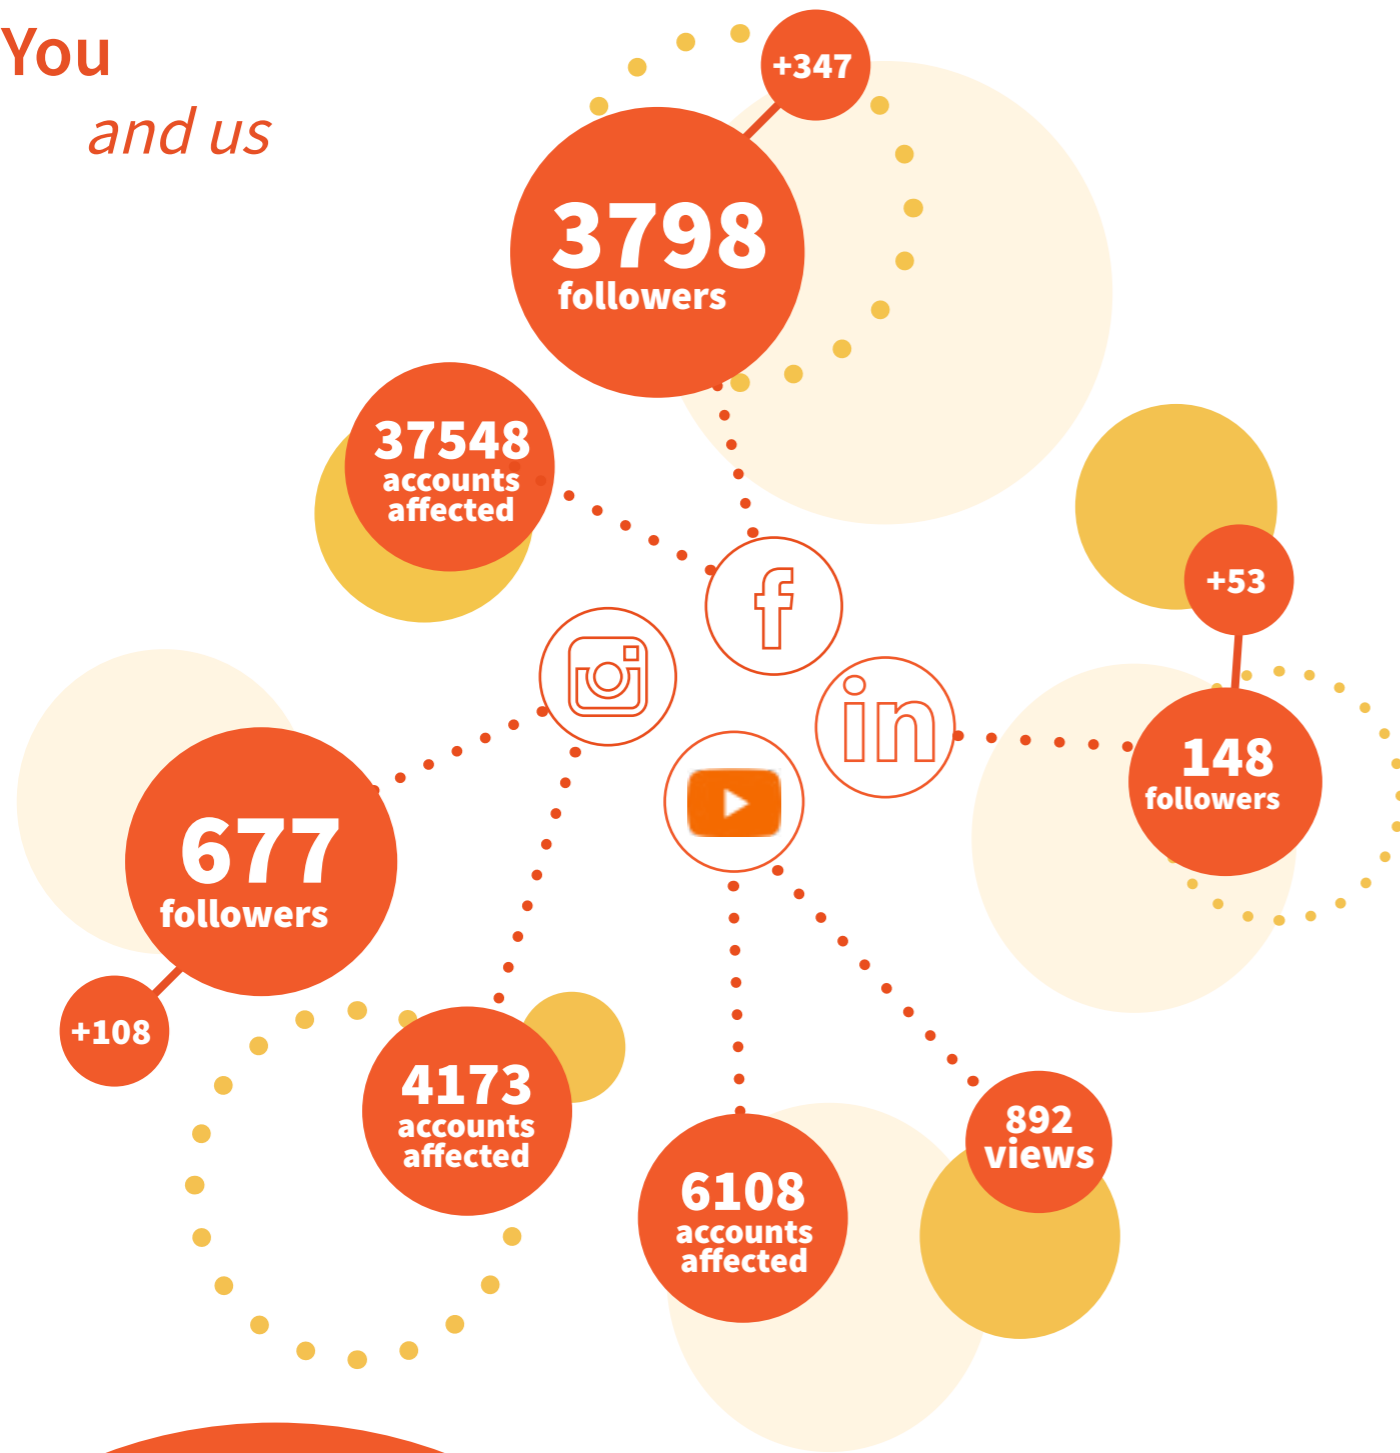 You
and us
+347
3798
followers
37548
accounts
affected
f
+53
in
148
followers
677
followers
+108
4173
accounts
affected
892
views
6108
accounts
affected